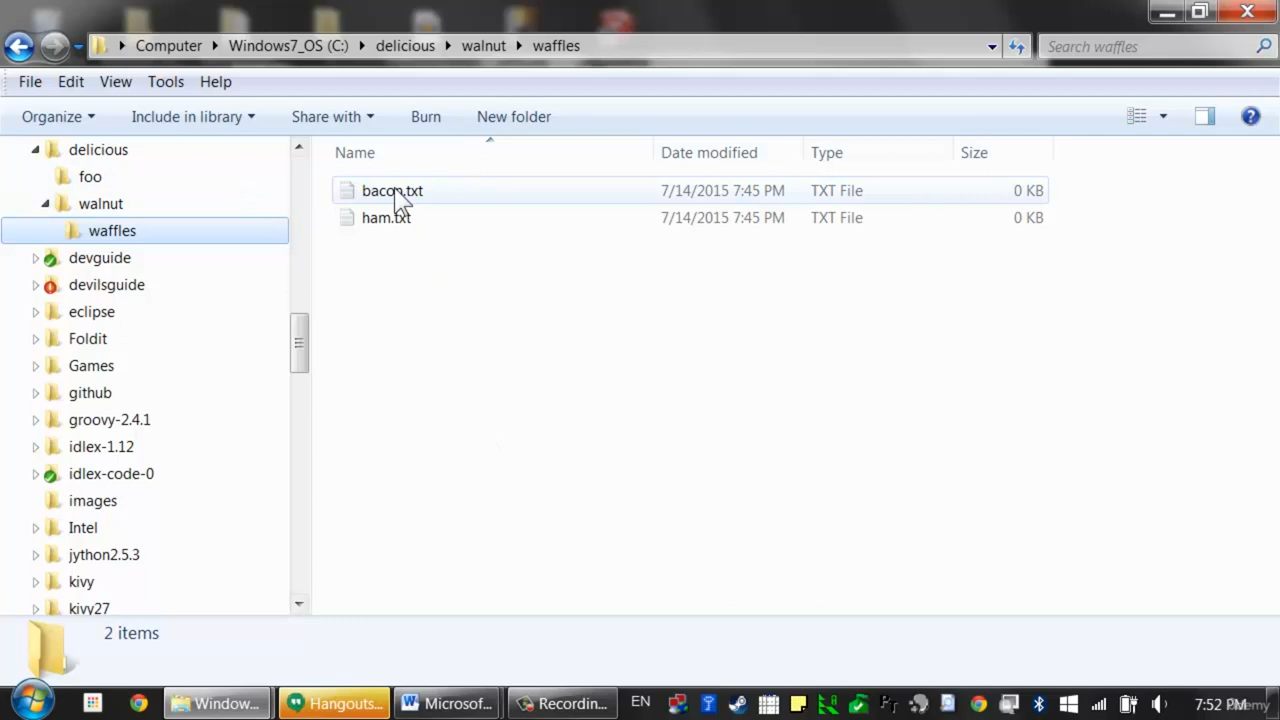 Computer Windows7_OS (C:) delicious walnut waffles
Search waffles
File Edit View Tools Help
Organize Include in library Share with Burn New folder
Name Date modified Type Size
delicious
foo
walnut
waffles
devguide
devilsguide
eclipse
Foldit
Games
github
groovy-2.4.1
idlex-1.12
idlex-code-0
images
Intel
jython2.5.3
kivy
kivy27
bacon.txt 7/14/2015 7:45 PM TXT File 0 KB
ham.txt 7/14/2015 7:45 PM TXT File 0 KB
2 items
Window... Hangouts... Microsof... Recordin... EN 7:52 PM